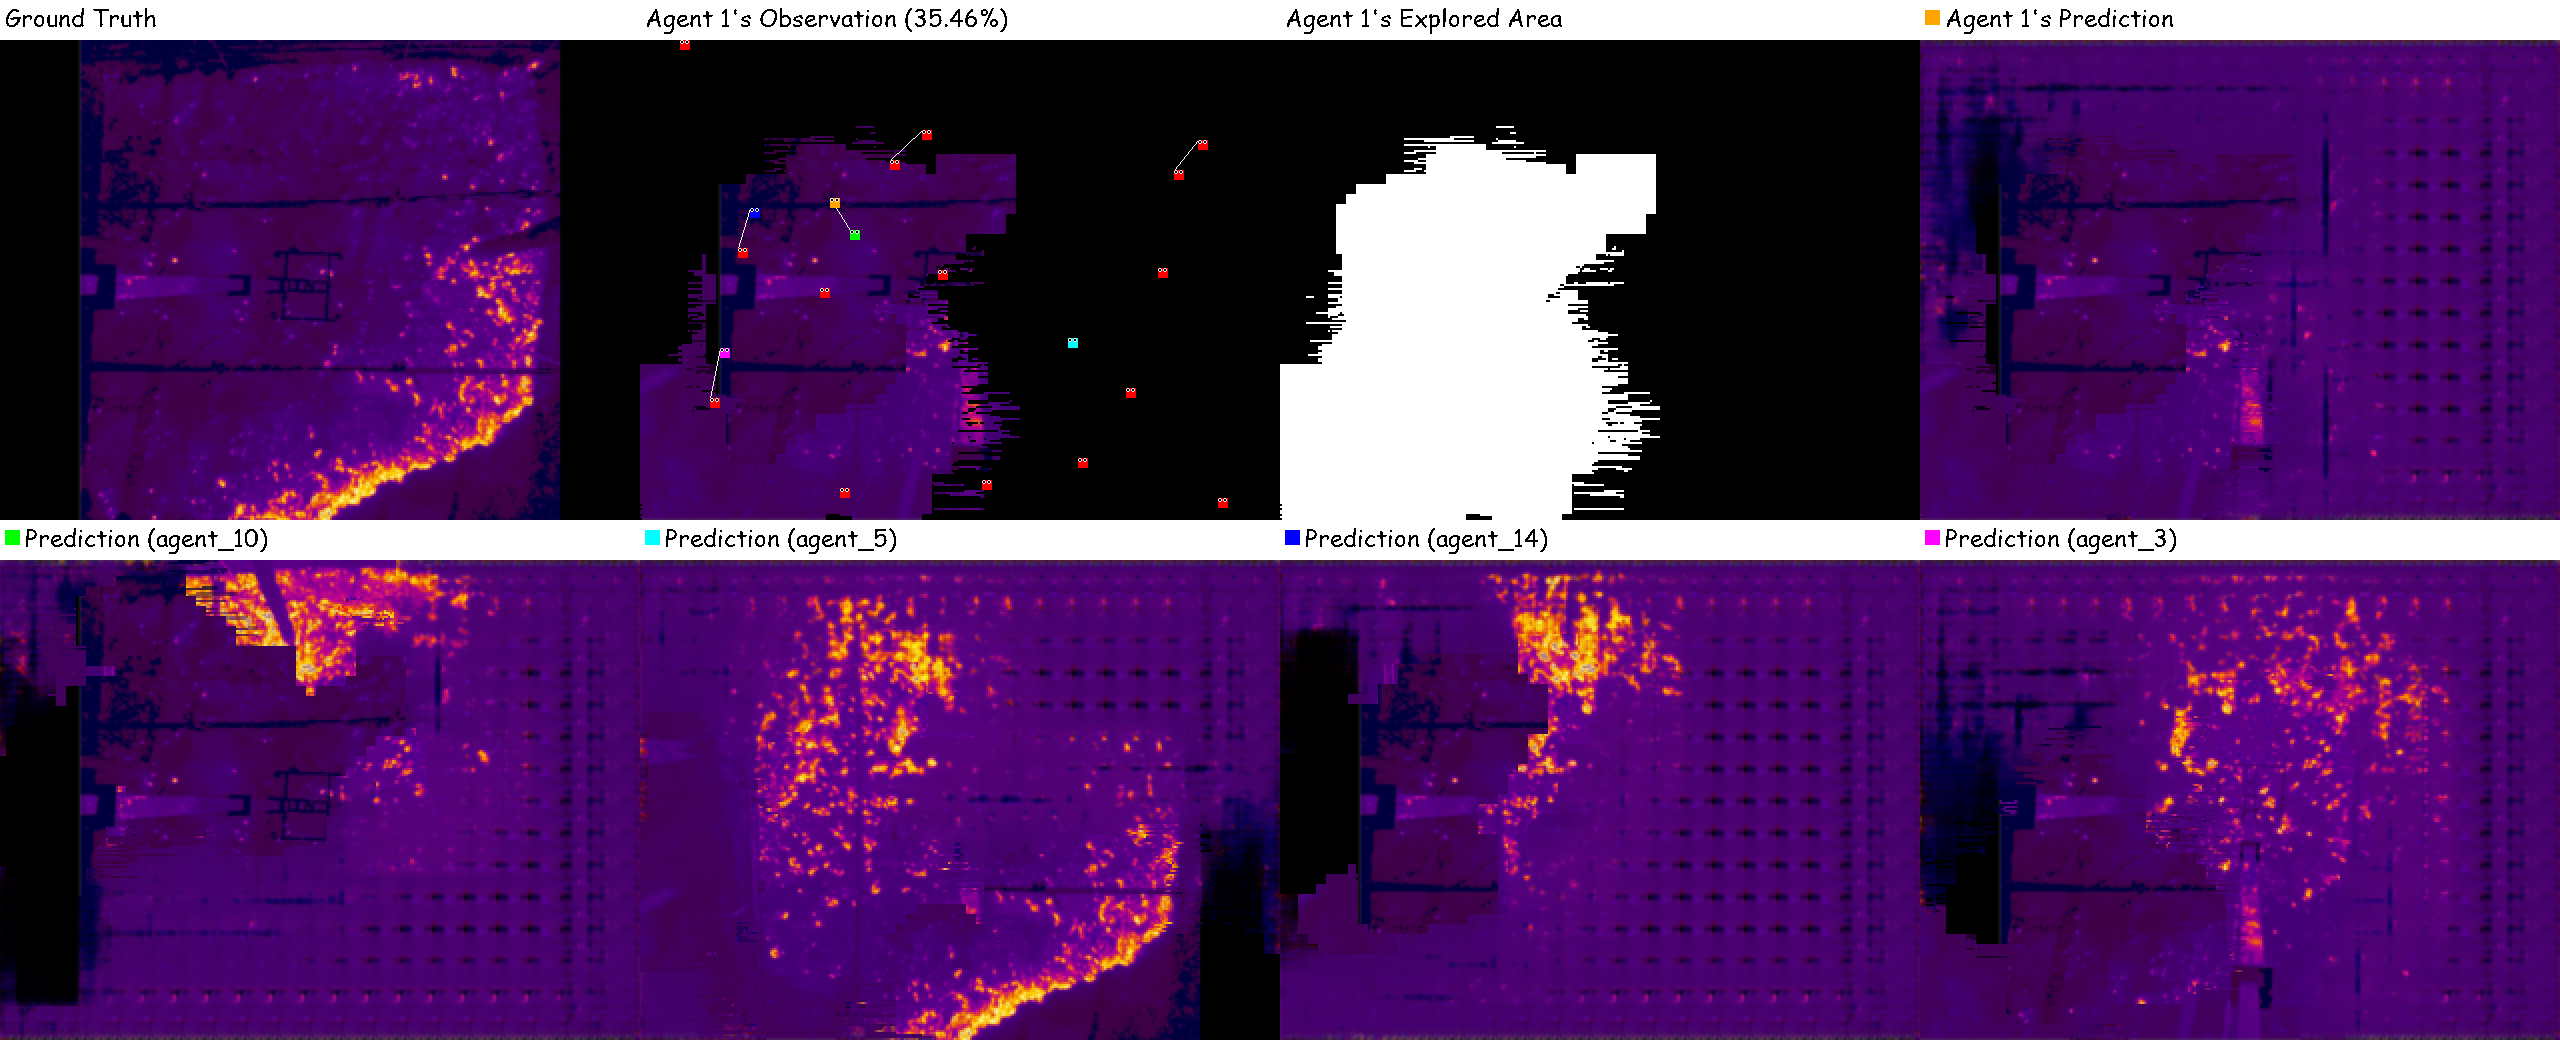 Ground Truth
Agent 1's Observation (35.46%)
Agent 1's Explored Area
Agent 1's Prediction
Prediction (agent_10)
Prediction (agent_5)
Prediction (agent_14)
Prediction (agent_3)